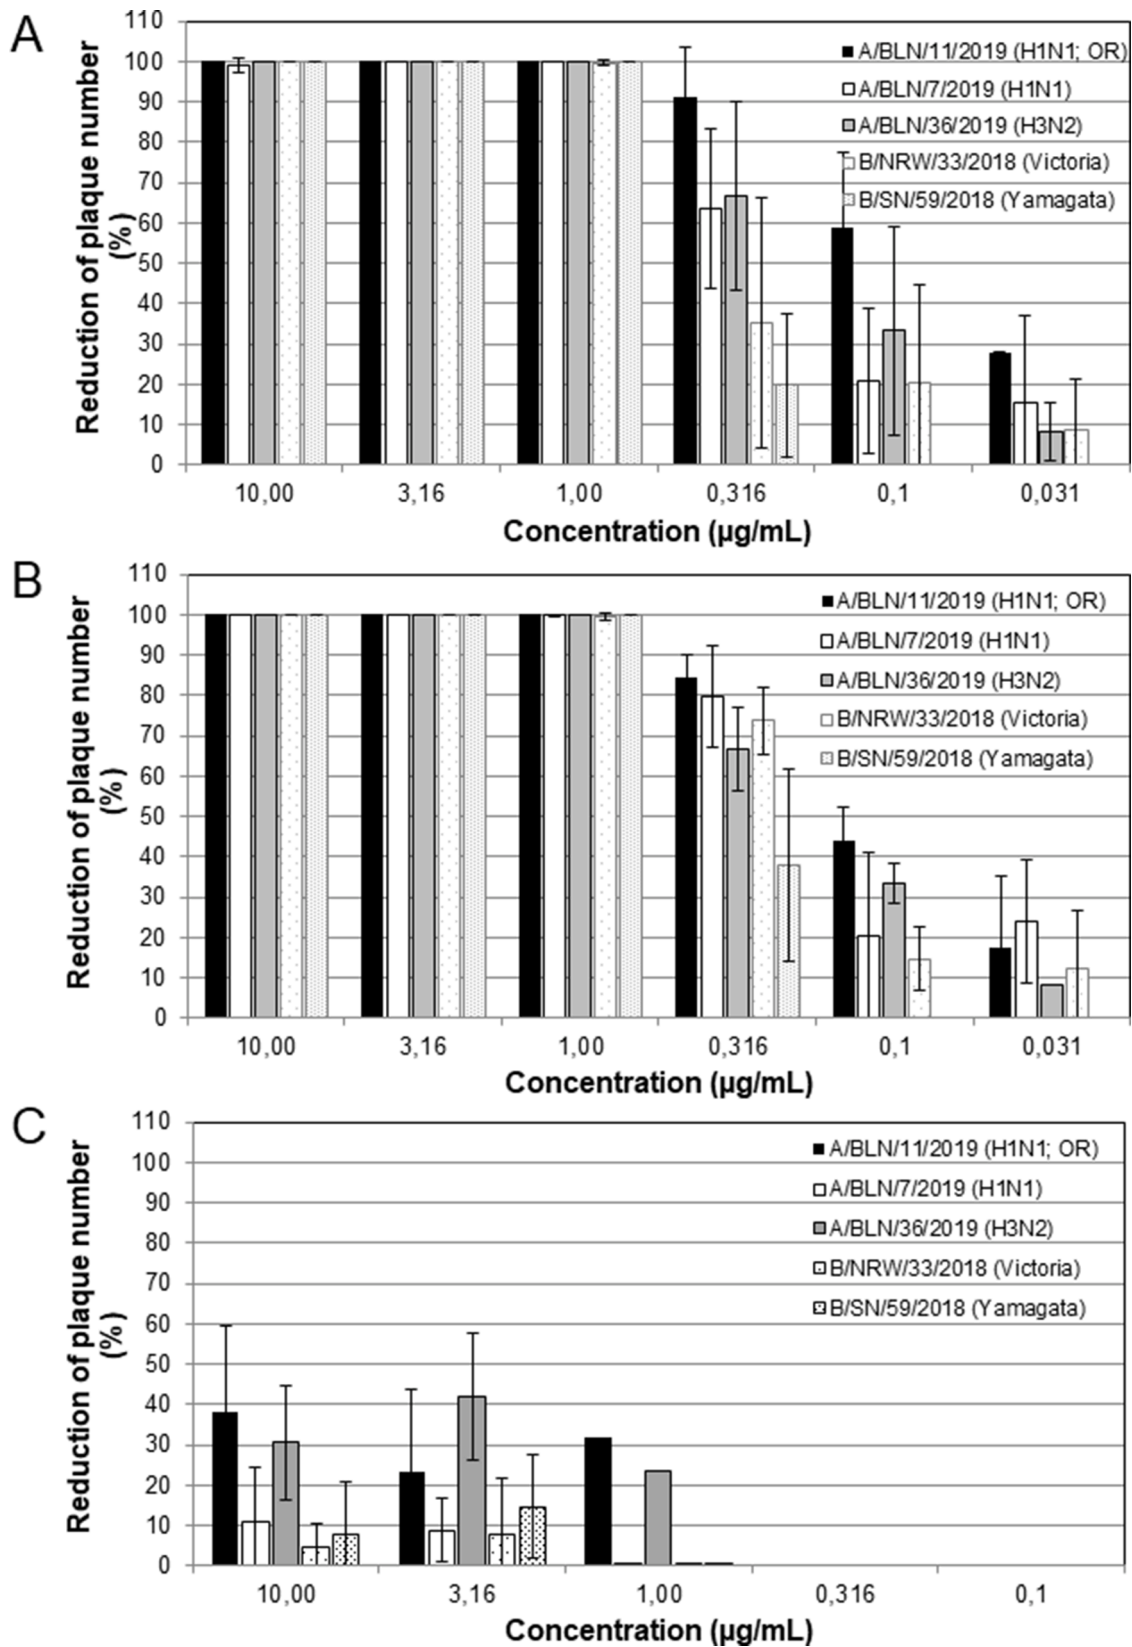 A
110
100
90
80
70
60
50
40
30
20
10
0
Reduction of plaque number
(%)
A/BLN/11/2019 (H1N1; OR)
A/BLN/7/2019 (H1N1)
A/BLN/36/2019 (H3N2)
B/NRW/33/2018 (Victoria)
B/SN/59/2018 (Yamagata)
10,00 3,16 1,00 0,316 0,1 0,031
Concentration (µg/mL)
B
110
100
90
80
70
60
50
40
30
20
10
0
Reduction of plaque number
(%)
A/BLN/11/2019 (H1N1; OR)
A/BLN/7/2019 (H1N1)
A/BLN/36/2019 (H3N2)
B/NRW/33/2018 (Victoria)
B/SN/59/2018 (Yamagata)
10,00 3,16 1,00 0,316 0,1 0,031
Concentration (µg/mL)
C
110
100
90
80
70
60
50
40
30
20
10
0
Reduction of plaque number
(%)
A/BLN/11/2019 (H1N1; OR)
A/BLN/7/2019 (H1N1)
A/BLN/36/2019 (H3N2)
B/NRW/33/2018 (Victoria)
B/SN/59/2018 (Yamagata)
10,00 3,16 1,00 0,316 0,1
Concentration (µg/mL)